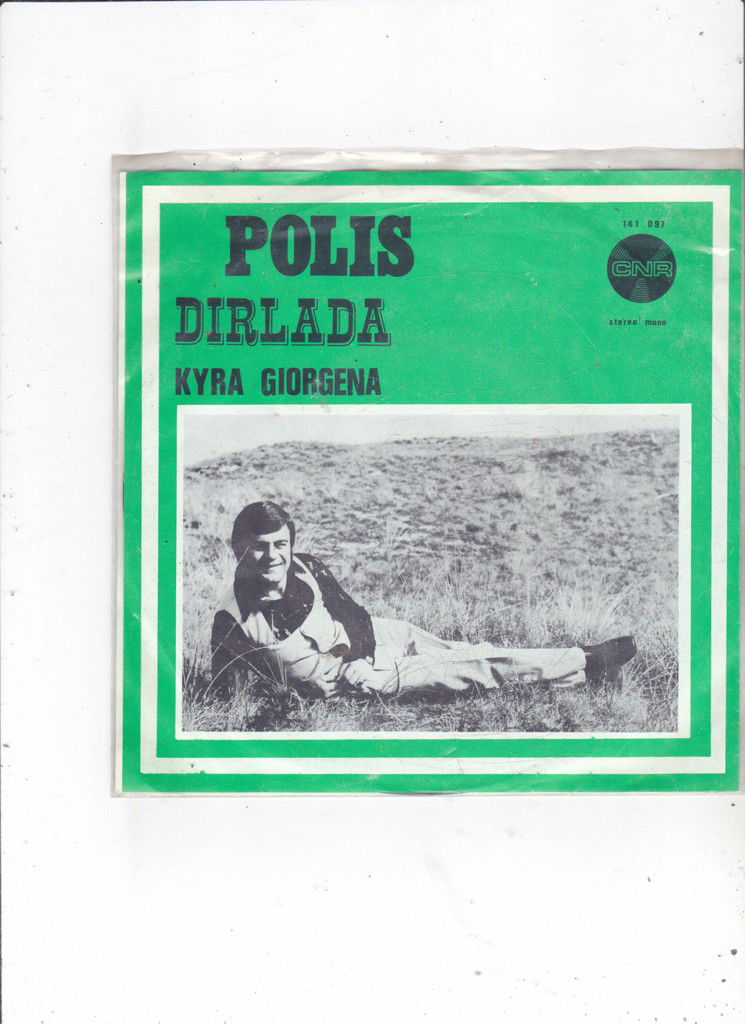 POLIS
DIRLADA
KYRA GIORGENA
141.097
CNR
stereo mono